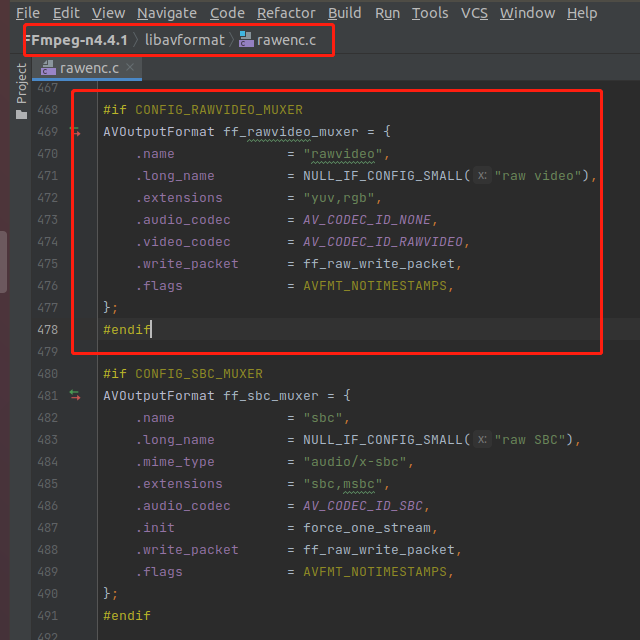 File Edit View Navigate Code Refactor Build Run Tools VCS Window Help
FFmpeg-n4.4.1 〉 libavformat 〉 rawenc.c
rawenc.c ×
Project
467
468 #if CONFIG_RAWVIDEO_MUXER
469 AVOutputFormat ff_rawvideo_muxer = {
470 .name = "rawvideo",
471 .long_name = NULL_IF_CONFIG_SMALL( x: "raw video"),
472 .extensions = "yuv,rgb",
473 .audio_codec = AV_CODEC_ID_NONE,
474 .video_codec = AV_CODEC_ID_RAWVIDEO,
475 .write_packet = ff_raw_write_packet,
476 .flags = AVFMT_NOTIMESTAMPS,
477 };
478 #endif
479
480 #if CONFIG_SBC_MUXER
481 AVOutputFormat ff_sbc_muxer = {
482 .name = "sbc",
483 .long_name = NULL_IF_CONFIG_SMALL( x: "raw SBC"),
484 .mime_type = "audio/x-sbc",
485 .extensions = "sbc,msbc",
486 .audio_codec = AV_CODEC_ID_SBC,
487 .init = force_one_stream,
488 .write_packet = ff_raw_write_packet,
489 .flags = AVFMT_NOTIMESTAMPS,
490 };
491 #endif
492